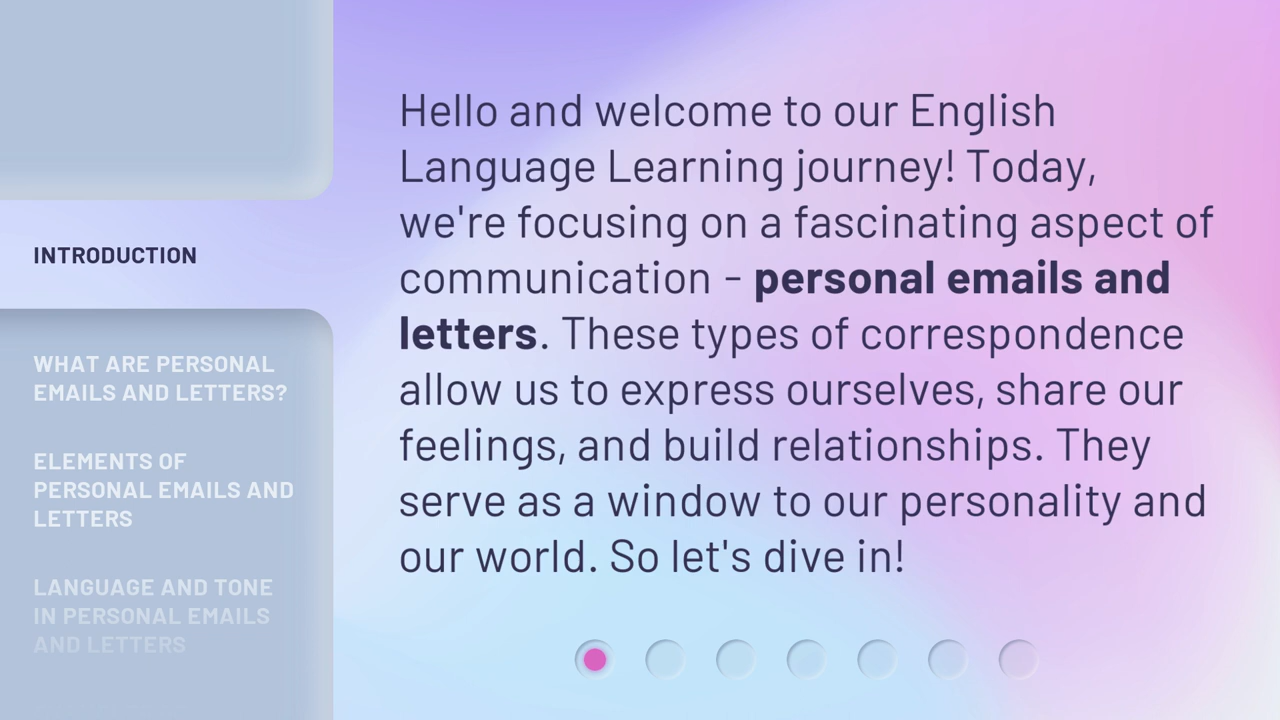 INTRODUCTION
WHAT ARE PERSONAL
EMAILS AND LETTERS?
ELEMENTS OF
PERSONAL EMAILS AND
LETTERS
LANGUAGE AND TONE
IN PERSONAL EMAILS
AND LETTERS
Hello and welcome to our English
Language Learning journey! Today,
we're focusing on a fascinating aspect of
communication - personal emails and
letters. These types of correspondence
allow us to express ourselves, share our
feelings, and build relationships. They
serve as a window to our personality and
our world. So let's dive in!